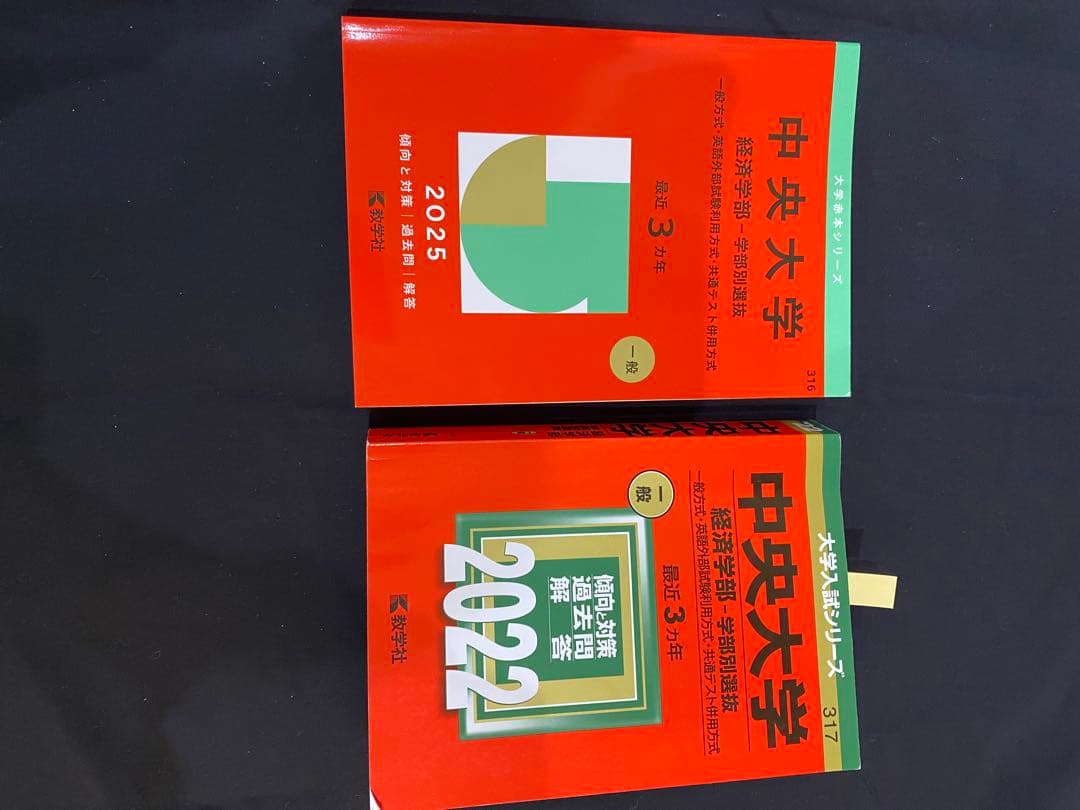 大学赤本シリーズ
316
中央大学
経済学部-学部別選抜
一般方式・英語外部試験利用方式・共通テスト併用方式
最近3カ年
一般
2025
傾向と対策|過去問|解答
教学社
大学入試シリーズ
317
中央大学
経済学部-学部別選抜
一般方式・英語外部試験利用方式・共通テスト併用方式
最近3カ年
一般
傾向と対策
過去問
解答
2022
教学社
中央大学